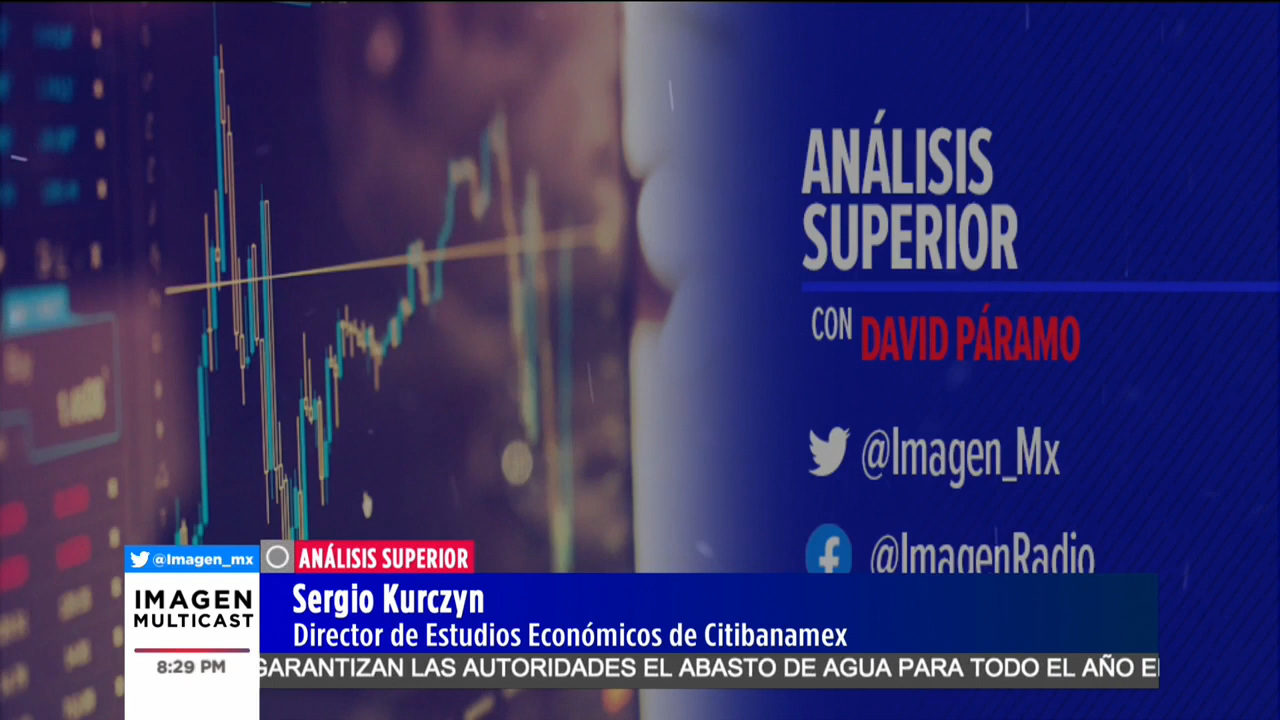 ANÁLISIS
SUPERIOR
CON DAVID PÁRAMO
@Imagen_Mx
@ImagenRadio
@Imagen_mx
ANÁLISIS SUPERIOR
IMAGEN
MULTICAST
Sergio Kurczyn
Director de Estudios Económicos de Citibanamex
8:29 PM
GARANTIZAN LAS AUTORIDADES EL ABASTO DE AGUA PARA TODO EL AÑO